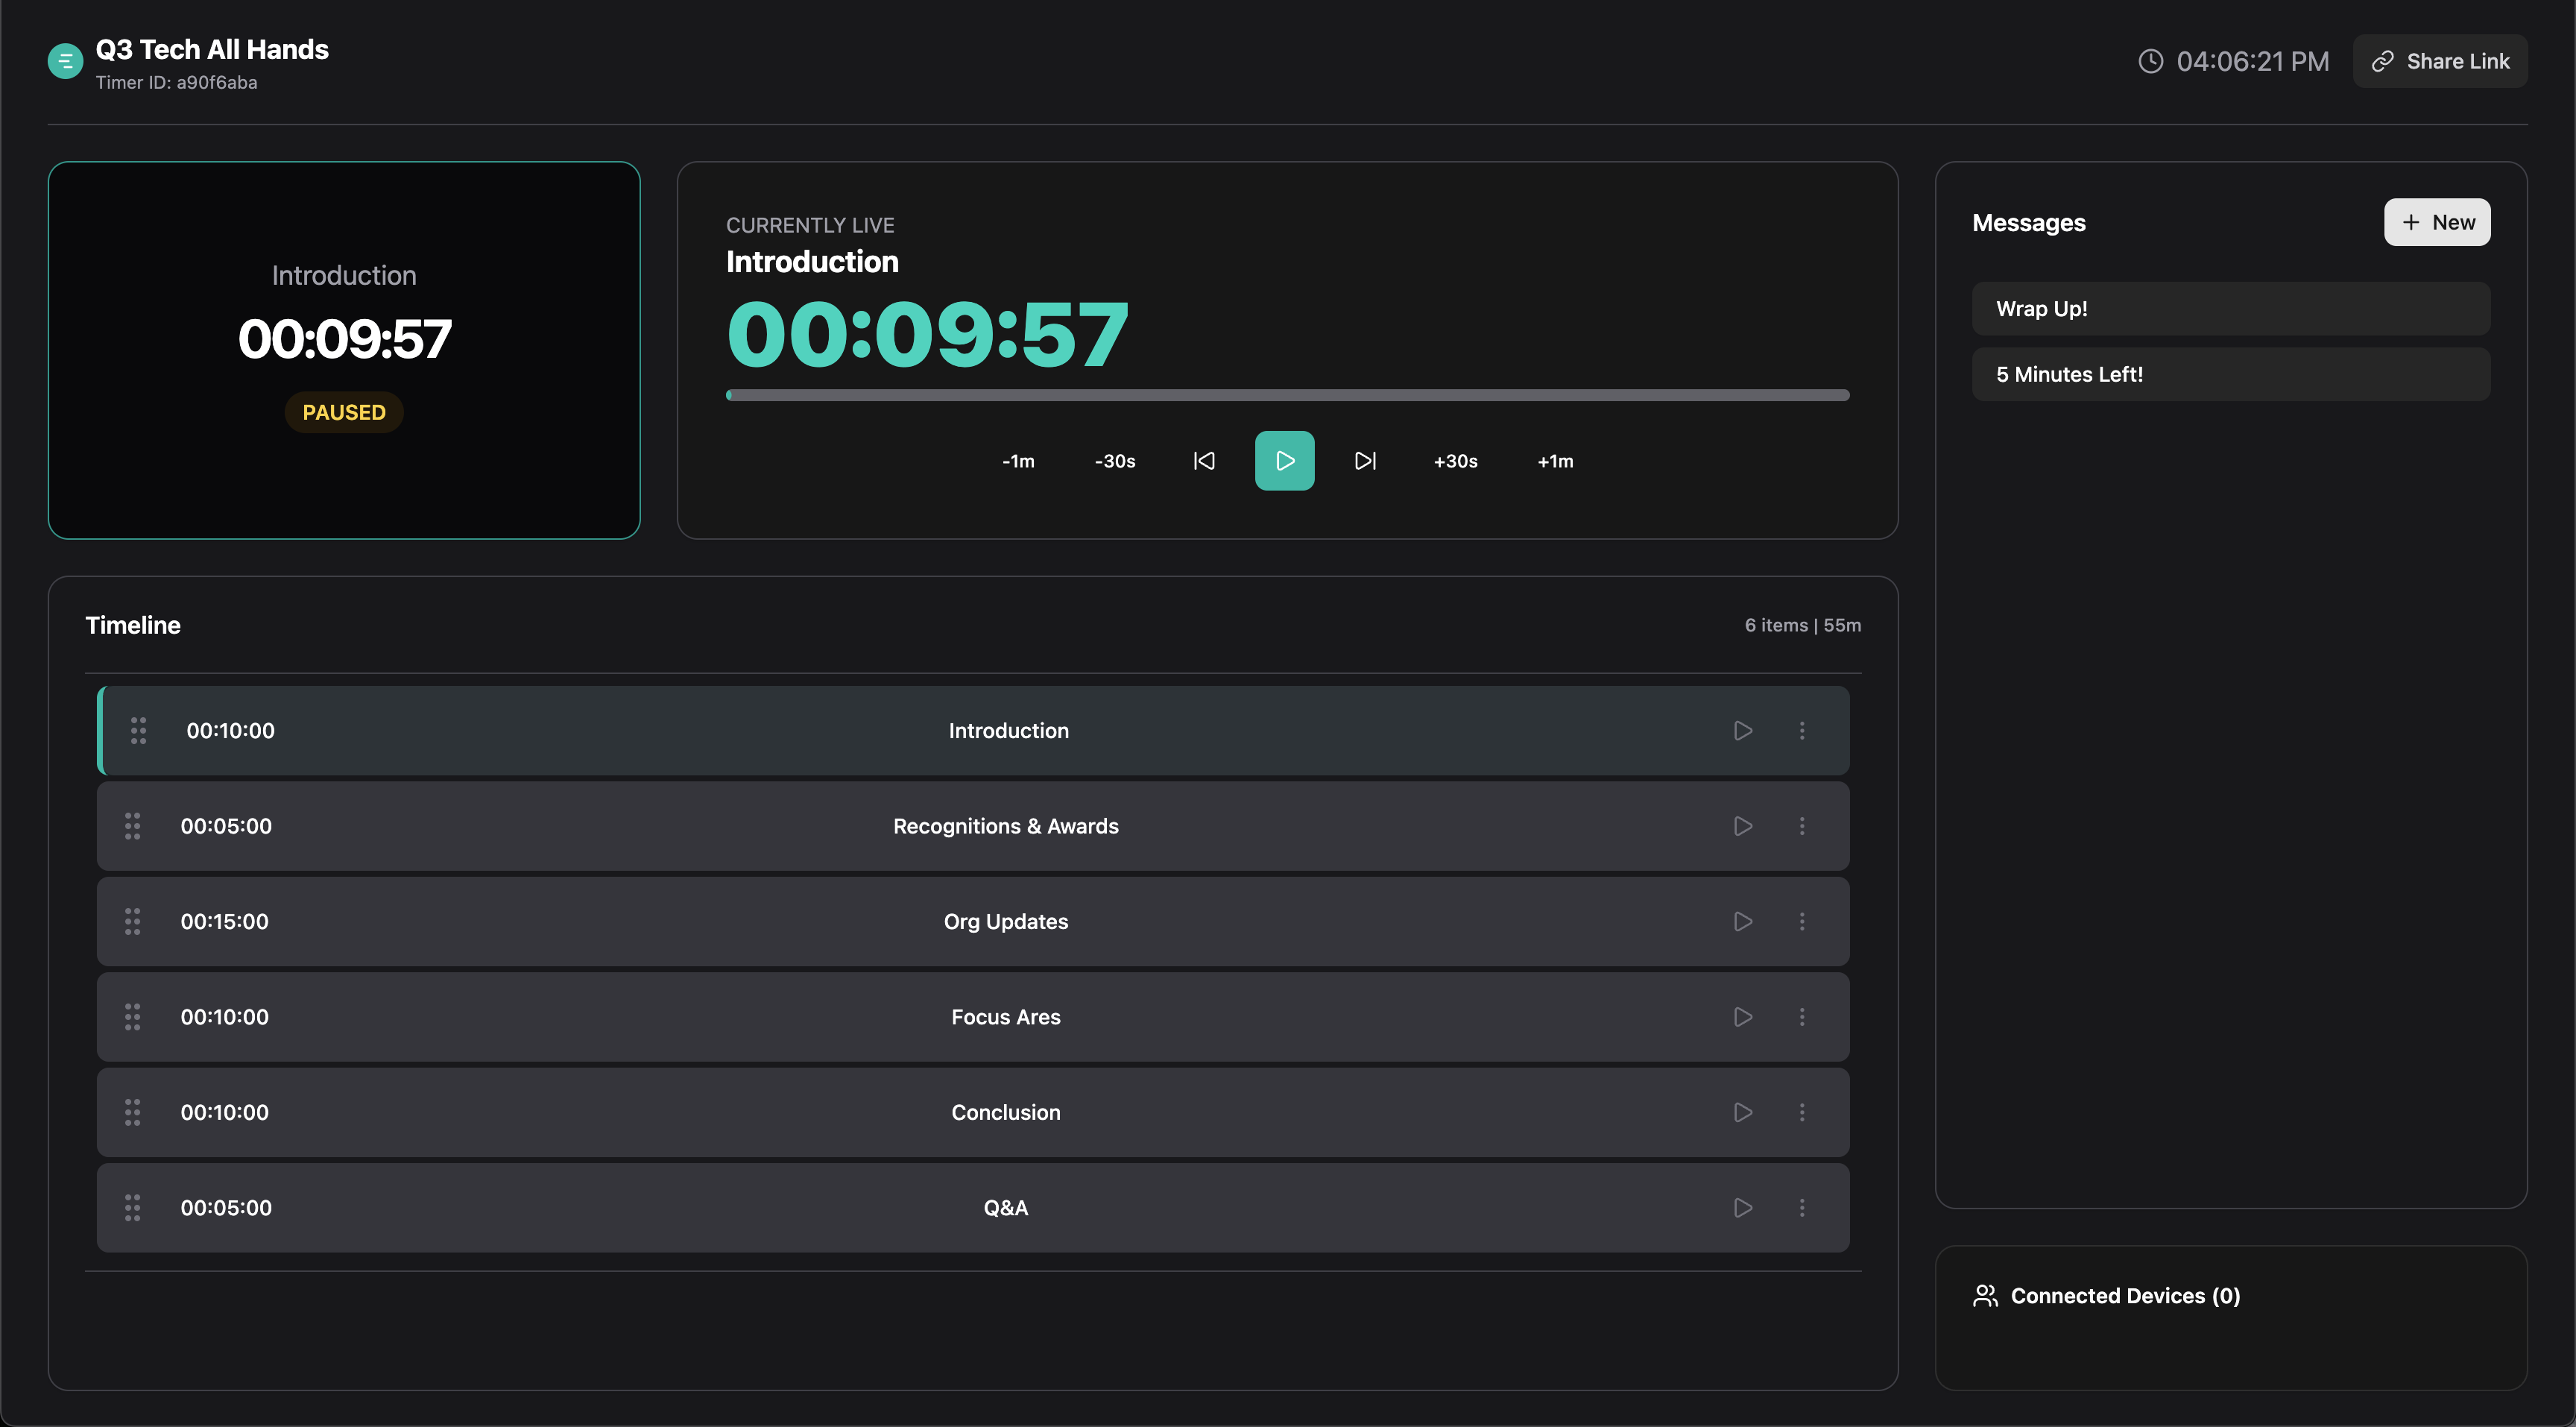 Q3 Tech All Hands
Timer ID: a90f6aba
04:06:21 PM
Share Link
Introduction
00:09:57
PAUSED
CURRENTLY LIVE
Introduction
00:09:57
-1m -30s +30s +1m
Messages
+ New
Wrap Up!
5 Minutes Left!
Timeline
6 items | 55m
00:10:00 Introduction
00:05:00 Recognitions & Awards
00:15:00 Org Updates
00:10:00 Focus Ares
00:10:00 Conclusion
00:05:00 Q&A
Connected Devices (0)